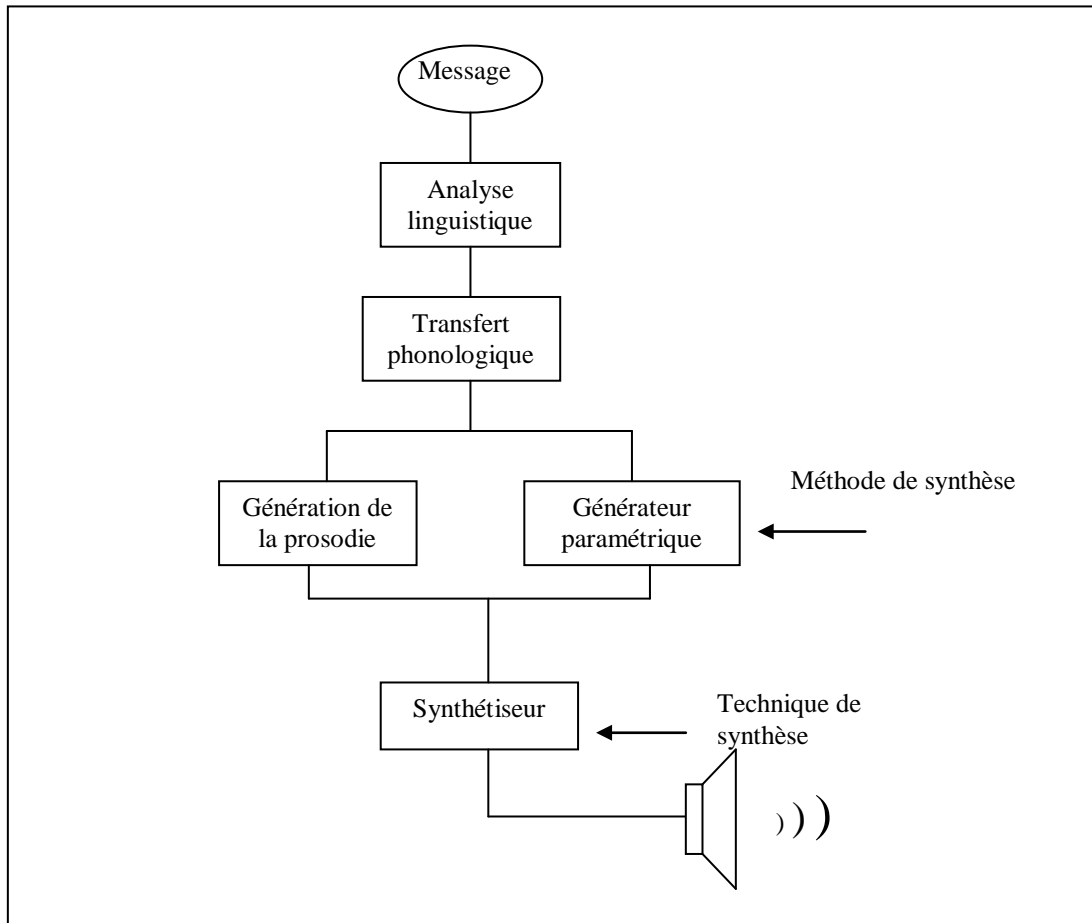 Message
Analyse
linguistique
Transfert
phonologique
Génération de
la prosodie
Générateur
paramétrique
Méthode de synthèse
Synthétiseur
Technique de
synthèse
) ) )